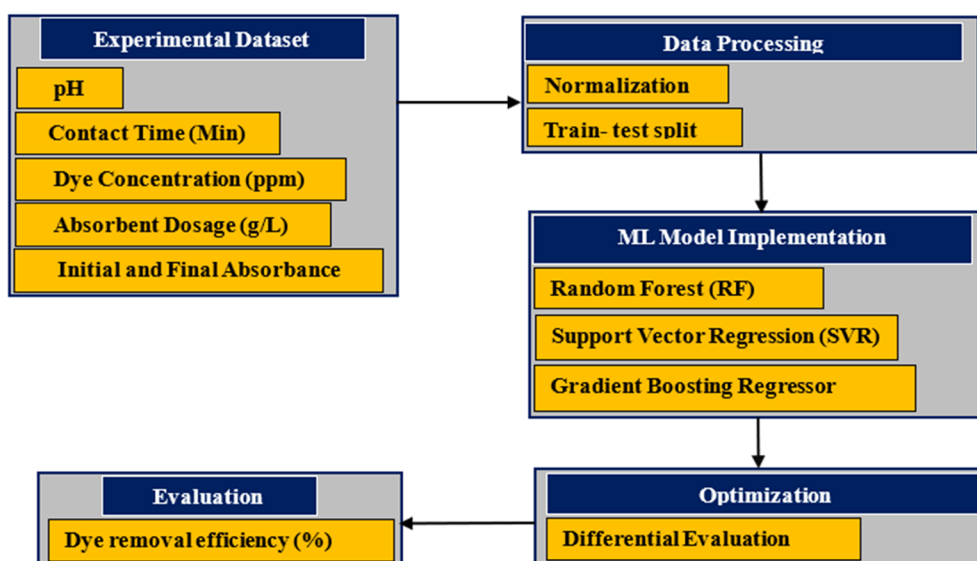 Experimental Dataset
pH
Contact Time (Min)
Dye Concentration (ppm)
Absorbent Dosage (g/L)
Initial and Final Absorbance
Data Processing
Normalization
Train- test split
ML Model Implementation
Random Forest (RF)
Support Vector Regression (SVR)
Gradient Boosting Regressor
Optimization
Differential Evaluation
Evaluation
Dye removal efficiency (%)